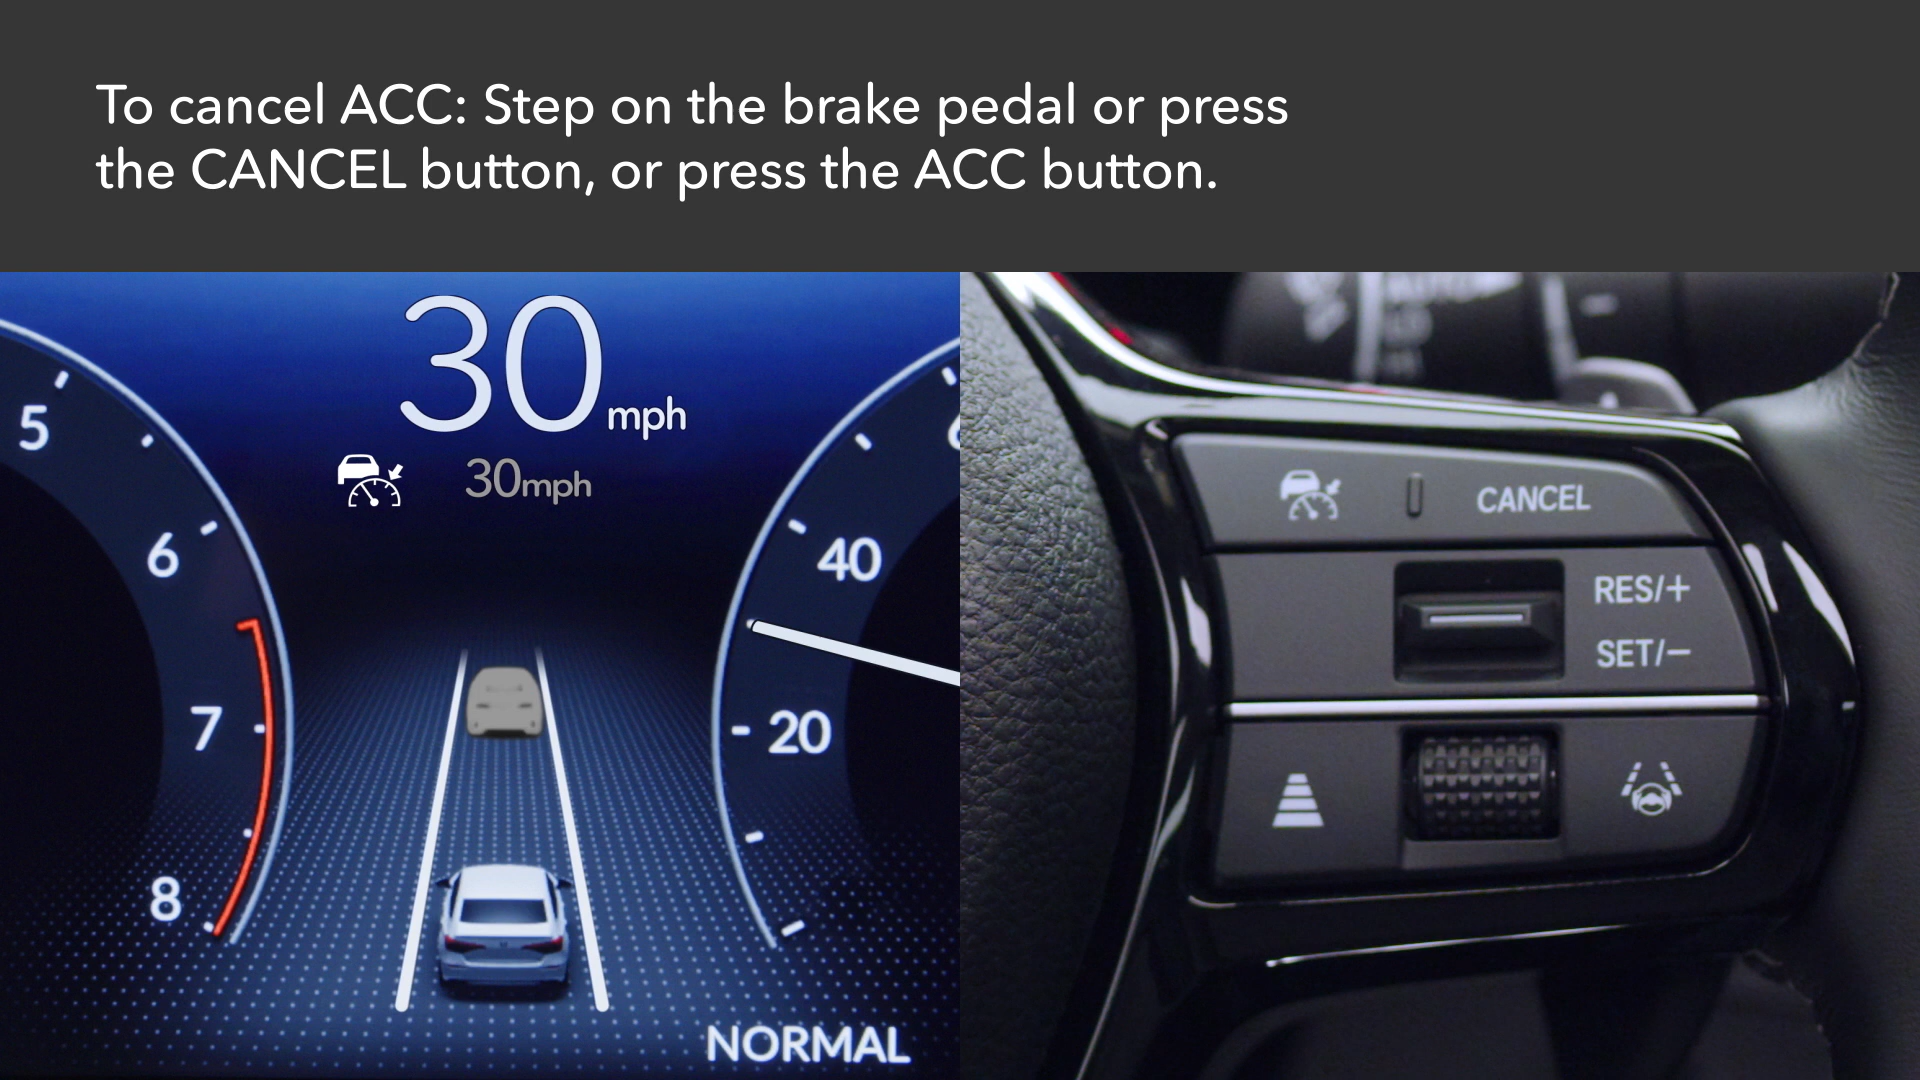 To cancel ACC: Step on the brake pedal or press
the CANCEL button, or press the ACC button.
30 mph
30mph
5
6
7
8
40
20
NORMAL
CANCEL
RES/+
SET/−